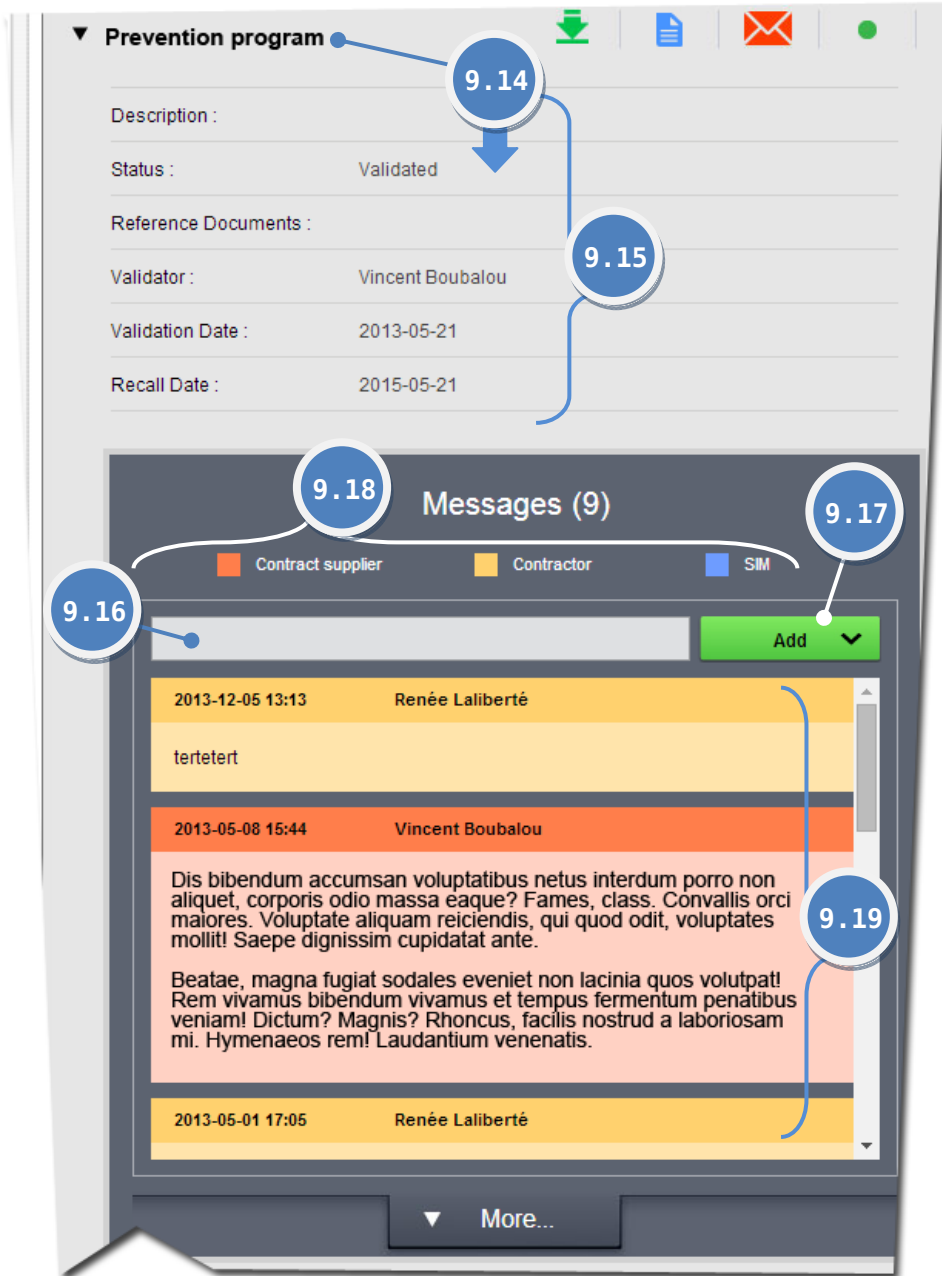 Prevention program
9.14
Description :
Status : Validated
Reference Documents :
9.15
Validator : Vincent Boubalou
Validation Date : 2013-05-21
Recall Date : 2015-05-21
9.18
Messages (9)
9.17
Contract supplier Contractor SIM
9.16
Add
2013-12-05 13:13 Renée Laliberté
tertetert
2013-05-08 15:44 Vincent Boubalou
Dis bibendum accumsan voluptatibus netus interdum porro non
aliquet, corporis odio massa eaque? Fames, class. Convallis orci
maiores. Voluptate aliquam reiciendis, qui quod odit, voluptates
mollit! Saepe dignissim cupidatat ante.
9.19
Beatae, magna fugiat sodales eveniet non lacinia quos volutpat!
Rem vivamus bibendum vivamus et tempus fermentum penatibus
veniam! Dictum? Magnis? Rhoncus, facilis nostrud a laboriosam
mi. Hymenaeos rem! Laudantium venenatis.
2013-05-01 17:05 Renée Laliberté
More...